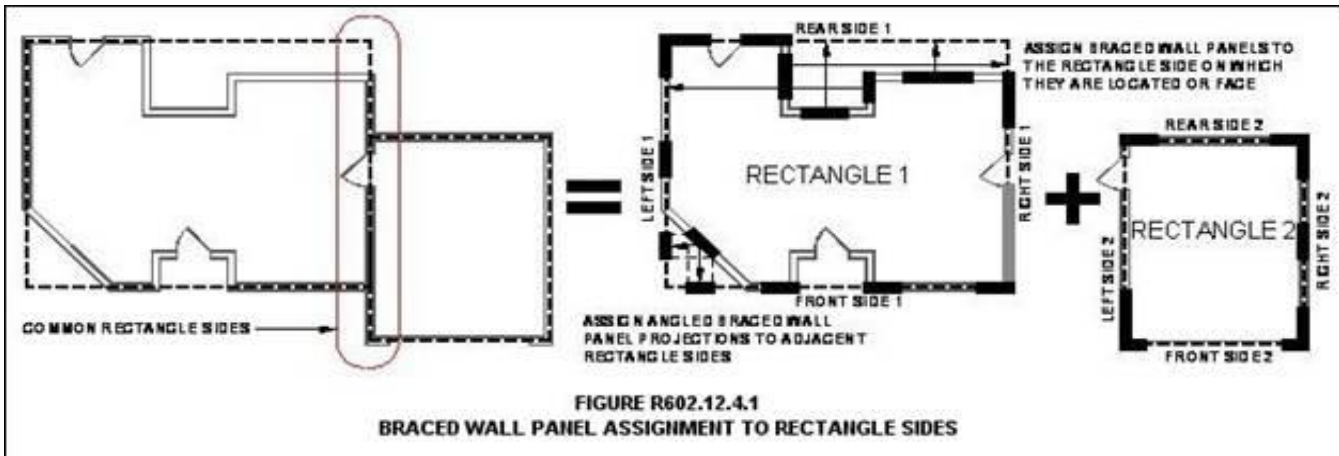 COMMON RECTANGLE SIDES
REAR SIDE 1
ASSIGN BRACED WALL PANELS TO
THE RECTANGLE SIDE ON WHICH
THEY ARE LOCATED OR FACE
LEFT SIDE 1
RECTANGLE 1
RIGHT SIDE 1
FRONT SIDE 1
ASSIGN ANGLED BRACED WALL
PANEL PROJECTIONS TO ADJACENT
RECTANGLE SIDES
REAR SIDE 2
LEFT SIDE 2
RECTANGLE 2
RIGHT SIDE 2
FRONT SIDE 2
FIGURE R602.12.4.1
BRACED WALL PANEL ASSIGNMENT TO RECTANGLE SIDES